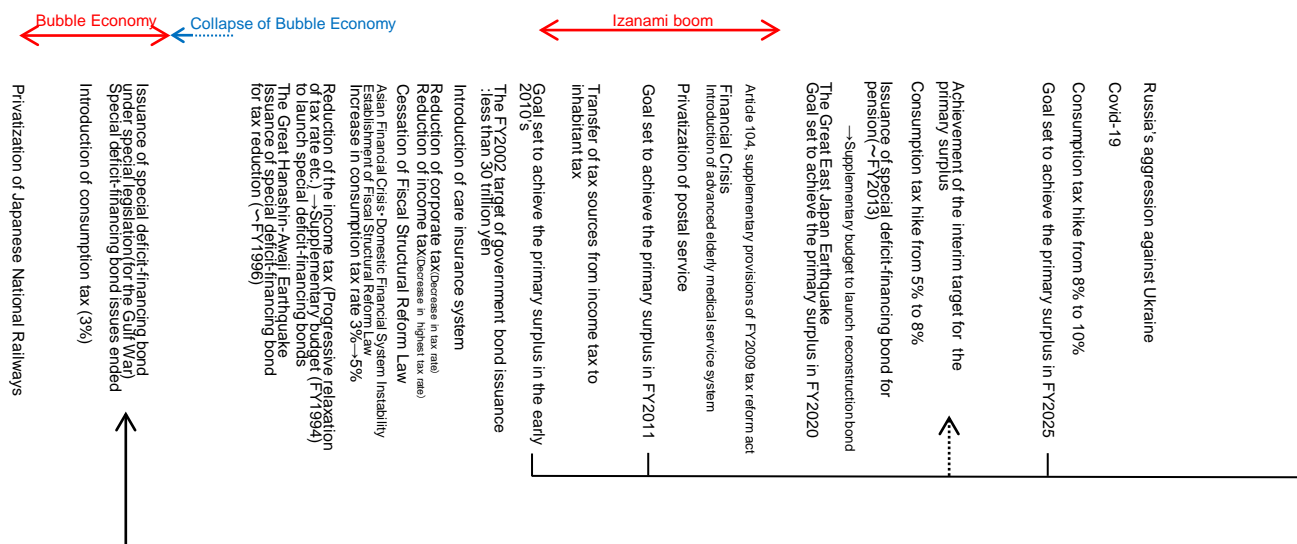 Bubble Economy
Collapse of Bubble Economy
Izanami boom
Privatization of Japanese National Railways
Introduction of consumption tax (3%)
Issuance of special deficit-financing bond
under special legislation(for the Gulf War)
Special deficit-financing bond issues ended
Reduction of the income tax (Progressive relaxation
of tax rate etc.) →Supplementary budget (FY1994)
to launch special deficit-financing bonds
The Great Hanashin-Awaji Earthquake
Issuance of special deficit-financing bond
for tax reduction (~FY1996)
Asian Financial Crisis・Domestic Financial System Instability
Establishment of Fiscal Structural Reform Law
Increase in consumption tax rate 3%→5%
Reduction of corporate tax(Decrease in tax rate)
Reduction of income tax(Decrease in highest tax rate)
Cessation of Fiscal Structural Reform Law
Introduction of care insurance system
The FY2002 target of government bond issuance
:less than 30 trillion yen
Goal set to achieve the primary surplus in the early
2010's
Transfer of tax sources from income tax to
inhabitant tax
Goal set to achieve the primary surplus in FY2011
Privatization of postal service
Article 104, supplementary provisions of FY2009 tax reform act
Financial Crisis
Introduction of advanced elderly medical service system
The Great East Japan Earthquake
→Supplementary budget to launch reconstruction bond
Goal set to achieve the primary surplus in FY2020
Issuance of special deficit-financing bond for
pension(~FY2013)
Consumption tax hike from 5% to 8%
Achievement of the interim target for the
primary surplus
Goal set to achieve the primary surplus in FY2025
Consumption tax hike from 8% to 10%
Covid-19
Russia's aggression against Ukraine